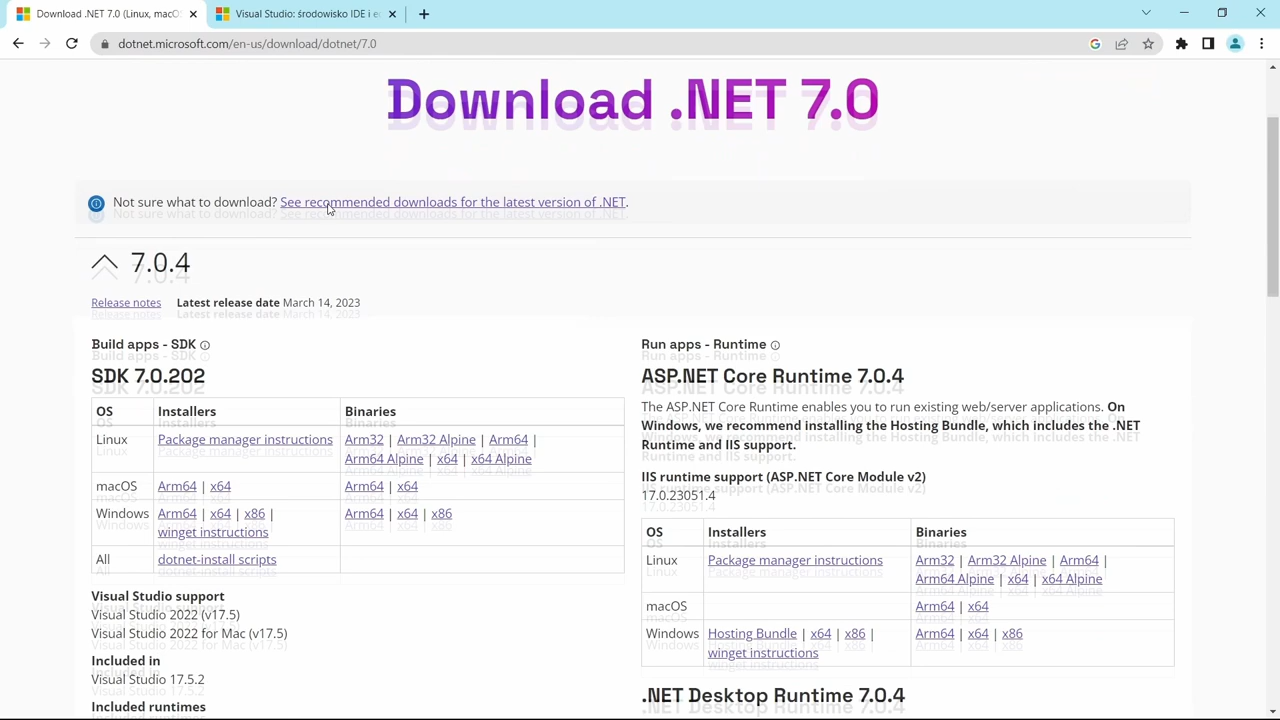 Download .NET 7.0 (Linux, macO
Visual Studio: środowisko IDE i e
dotnet.microsoft.com/en-us/download/dotnet/7.0
Download .NET 7.0
Not sure what to download? See recommended downloads for the latest version of .NET.
7.0.4
Release notes Latest release date March 14, 2023
Build apps - SDK
SDK 7.0.202
OS Installers Binaries
Linux Package manager instructions Arm32 | Arm32 Alpine | Arm64 |
Arm64 Alpine | x64 | x64 Alpine
macOS Arm64 | x64 Arm64 | x64
Windows Arm64 | x64 | x86 | Arm64 | x64 | x86
winget instructions
All dotnet-install scripts
Visual Studio support
Visual Studio 2022 (v17.5)
Visual Studio 2022 for Mac (v17.5)
Included in
Visual Studio 17.5.2
Included runtimes
Run apps - Runtime
ASP.NET Core Runtime 7.0.4
The ASP.NET Core Runtime enables you to run existing web/server applications. On
Windows, we recommend installing the Hosting Bundle, which includes the .NET
Runtime and IIS support.
IIS runtime support (ASP.NET Core Module v2)
17.0.23051.4
OS Installers Binaries
Linux Package manager instructions Arm32 | Arm32 Alpine | Arm64 |
Arm64 Alpine | x64 | x64 Alpine
macOS Arm64 | x64
Windows Hosting Bundle | x64 | x86 | Arm64 | x64 | x86
winget instructions
.NET Desktop Runtime 7.0.4